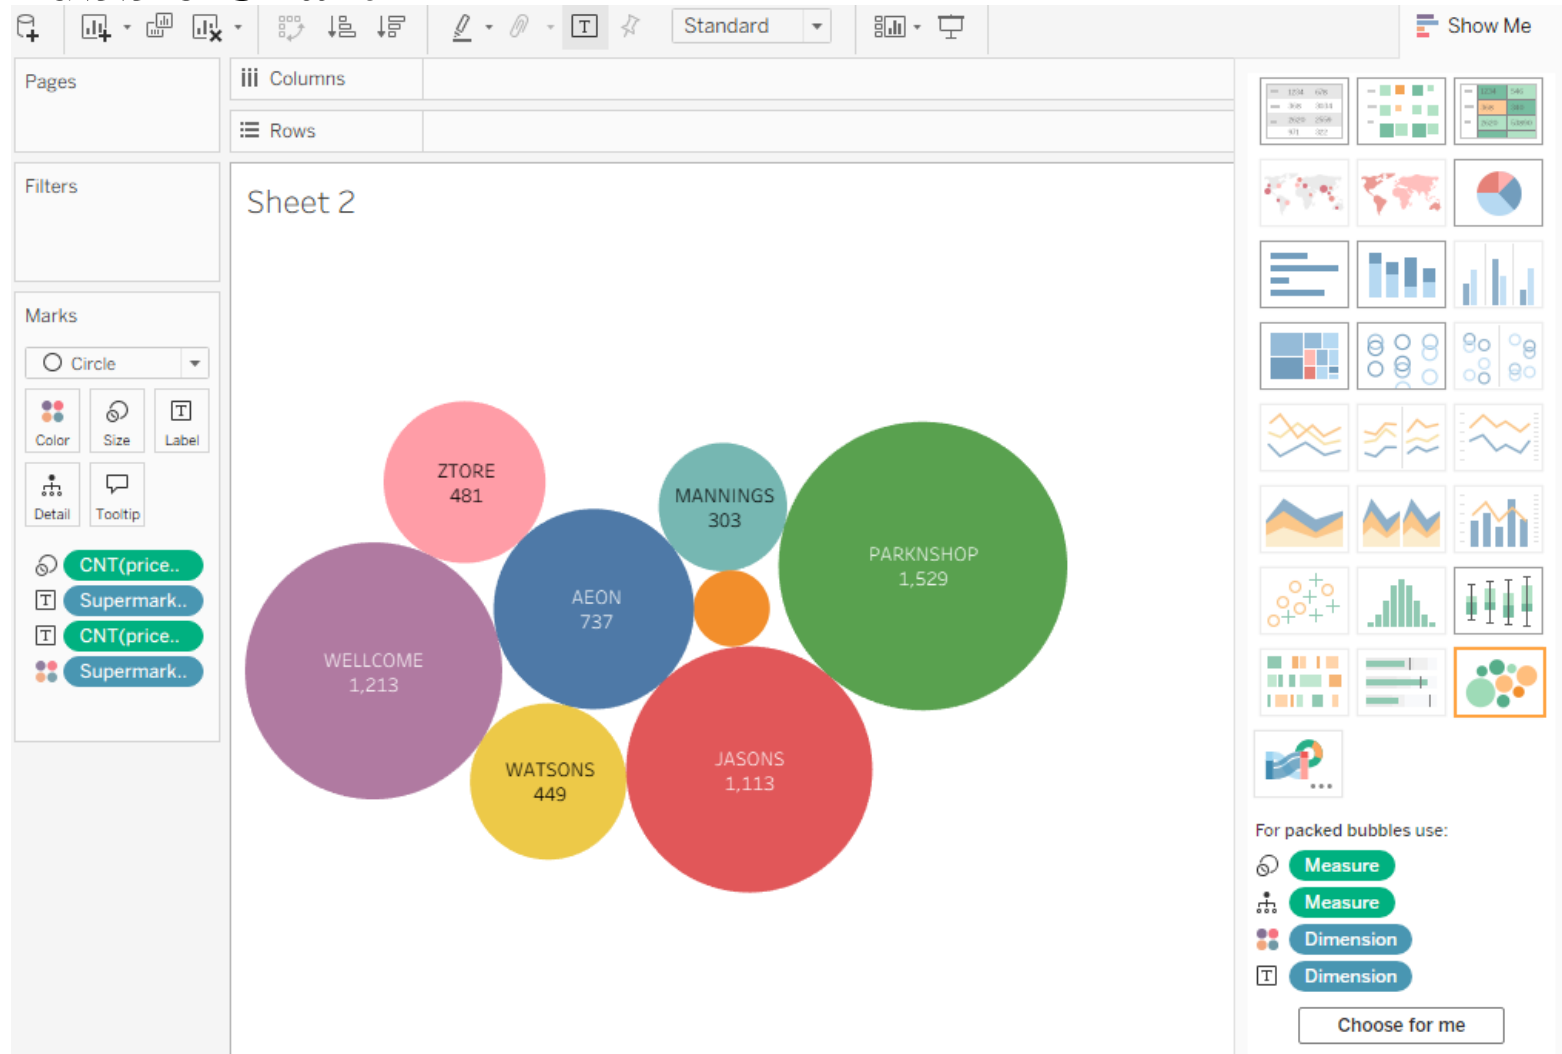 Standard
Show Me
Pages
Columns
Rows
Filters
Sheet 2
Marks
Circle
Color
Size
Label
Detail
Tooltip
CNT(price..
Supermark..
CNT(price..
Supermark..
ZTORE
481
MANNINGS
303
PARKNSHOP
1,529
AEON
737
WELLCOME
1,213
WATSONS
449
JASONS
1,113
For packed bubbles use:
Measure
Measure
Dimension
Dimension
Choose for me